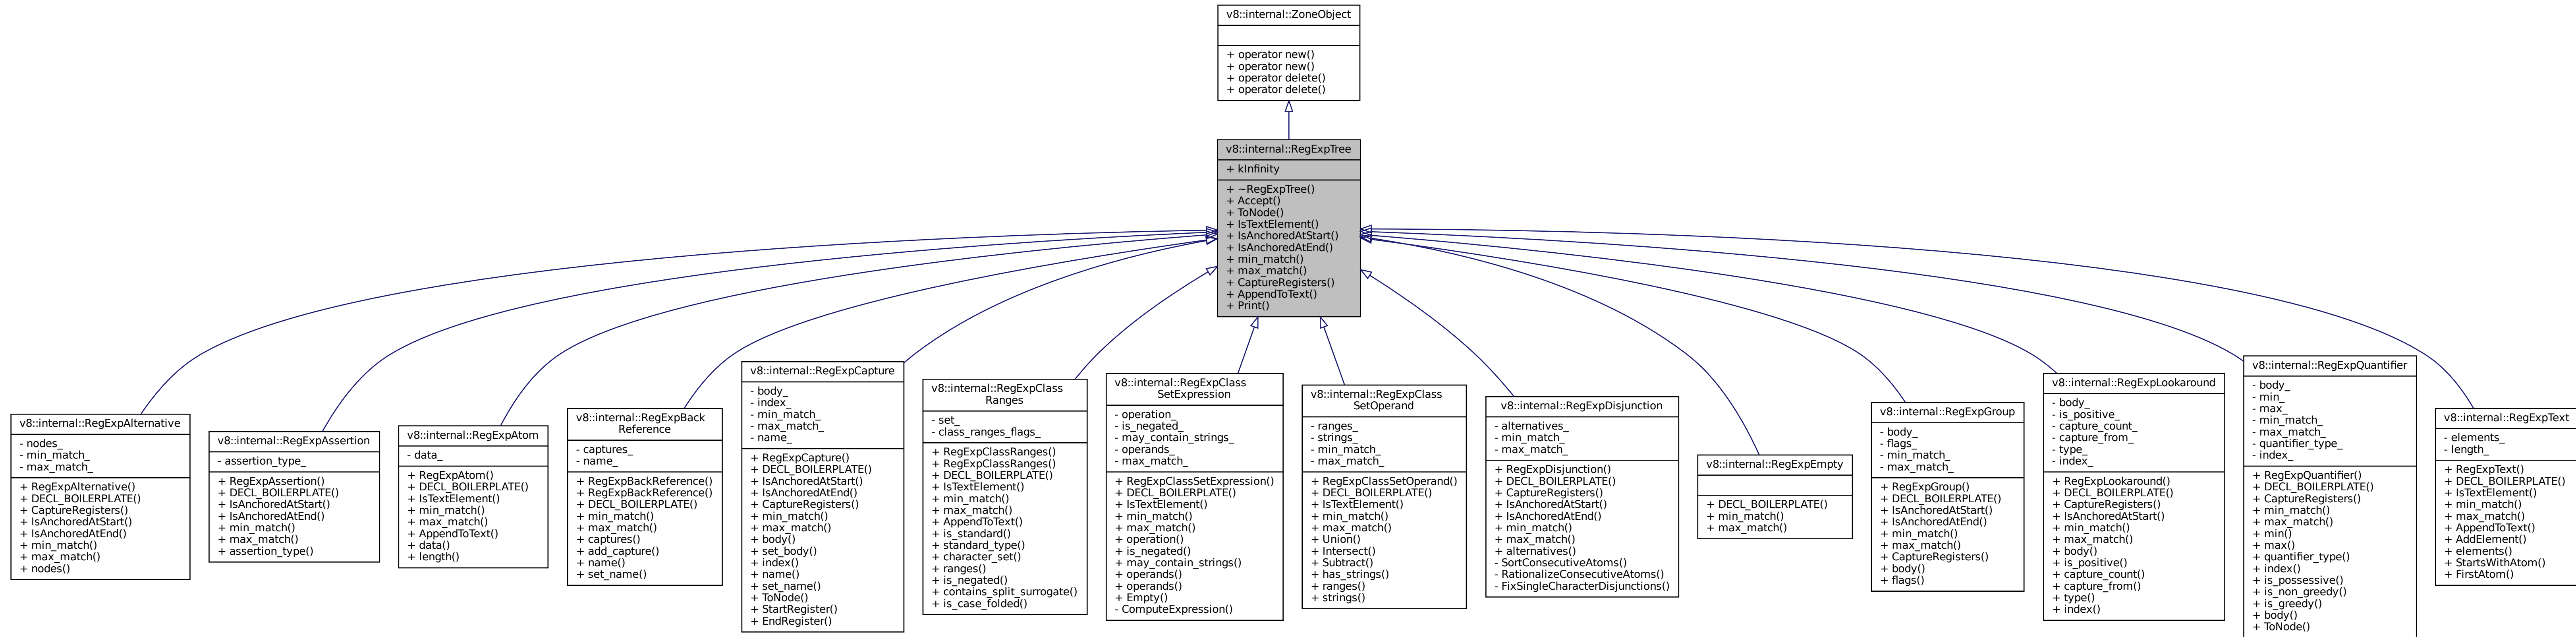 v8::internal::ZoneObject
+ operator new()
+ operator new()
+ operator delete()
+ operator delete()
v8::internal::RegExpTree
+ kInfinity
+ ~RegExpTree()
+ Accept()
+ ToNode()
+ IsTextElement()
+ IsAnchoredAtStart()
+ IsAnchoredAtEnd()
+ min_match()
+ max_match()
+ CaptureRegisters()
+ AppendToText()
+ Print()
v8::internal::RegExpAlternative
- nodes_
- min_match_
- max_match_
+ RegExpAlternative()
+ DECL_BOILERPLATE()
+ CaptureRegisters()
+ IsAnchoredAtStart()
+ IsAnchoredAtEnd()
+ min_match()
+ max_match()
+ nodes()
v8::internal::RegExpAssertion
- assertion_type_
+ RegExpAssertion()
+ DECL_BOILERPLATE()
+ IsAnchoredAtStart()
+ IsAnchoredAtEnd()
+ min_match()
+ max_match()
+ assertion_type()
v8::internal::RegExpAtom
- data_
+ RegExpAtom()
+ DECL_BOILERPLATE()
+ IsTextElement()
+ min_match()
+ max_match()
+ AppendToText()
+ data()
+ length()
v8::internal::RegExpBack
Reference
- captures_
- name_
+ RegExpBackReference()
+ RegExpBackReference()
+ DECL_BOILERPLATE()
+ min_match()
+ max_match()
+ captures()
+ add_capture()
+ name()
+ set_name()
v8::internal::RegExpCapture
- body_
- index_
- min_match_
- max_match_
- name_
+ RegExpCapture()
+ DECL_BOILERPLATE()
+ IsAnchoredAtStart()
+ IsAnchoredAtEnd()
+ CaptureRegisters()
+ min_match()
+ max_match()
+ body()
+ set_body()
+ index()
+ name()
+ set_name()
+ ToNode()
+ StartRegister()
+ EndRegister()
v8::internal::RegExpClass
Ranges
- set_
- class_ranges_flags_
+ RegExpClassRanges()
+ RegExpClassRanges()
+ DECL_BOILERPLATE()
+ IsTextElement()
+ min_match()
+ max_match()
+ AppendToText()
+ is_standard()
+ standard_type()
+ character_set()
+ ranges()
+ is_negated()
+ contains_split_surrogate()
+ is_case_folded()
v8::internal::RegExpClass
SetExpression
- operation_
- is_negated_
- may_contain_strings_
- operands_
- max_match_
+ RegExpClassSetExpression()
+ DECL_BOILERPLATE()
+ IsTextElement()
+ min_match()
+ max_match()
+ operation()
+ is_negated()
+ may_contain_strings()
+ operands()
+ operands()
+ Empty()
- ComputeExpression()
v8::internal::RegExpClass
SetOperand
- ranges_
- strings_
- min_match_
- max_match_
+ RegExpClassSetOperand()
+ DECL_BOILERPLATE()
+ IsTextElement()
+ min_match()
+ max_match()
+ Union()
+ Intersect()
+ Subtract()
+ has_strings()
+ ranges()
+ strings()
v8::internal::RegExpDisjunction
- alternatives_
- min_match_
- max_match_
+ RegExpDisjunction()
+ DECL_BOILERPLATE()
+ CaptureRegisters()
+ IsAnchoredAtStart()
+ IsAnchoredAtEnd()
+ min_match()
+ max_match()
+ alternatives()
- SortConsecutiveAtoms()
- RationalizeConsecutiveAtoms()
- FixSingleCharacterDisjunctions()
v8::internal::RegExpEmpty
+ DECL_BOILERPLATE()
+ min_match()
+ max_match()
v8::internal::RegExpGroup
- body_
- flags_
- min_match_
- max_match_
+ RegExpGroup()
+ DECL_BOILERPLATE()
+ IsAnchoredAtStart()
+ IsAnchoredAtEnd()
+ min_match()
+ max_match()
+ CaptureRegisters()
+ body()
+ flags()
v8::internal::RegExpLookaround
- body_
- is_positive_
- capture_count_
- capture_from_
- type_
- index_
+ RegExpLookaround()
+ DECL_BOILERPLATE()
+ CaptureRegisters()
+ IsAnchoredAtStart()
+ min_match()
+ max_match()
+ body()
+ is_positive()
+ capture_count()
+ capture_from()
+ type()
+ index()
v8::internal::RegExpQuantifier
- body_
- min_
- max_
- min_match_
- max_match_
- quantifier_type_
- index_
+ RegExpQuantifier()
+ DECL_BOILERPLATE()
+ CaptureRegisters()
+ min_match()
+ max_match()
+ min()
+ max()
+ quantifier_type()
+ index()
+ is_possessive()
+ is_non_greedy()
+ is_greedy()
+ body()
+ ToNode()
v8::internal::RegExpText
- elements_
- length_
+ RegExpText()
+ DECL_BOILERPLATE()
+ IsTextElement()
+ min_match()
+ max_match()
+ AppendToText()
+ AddElement()
+ elements()
+ StartsWithAtom()
+ FirstAtom()